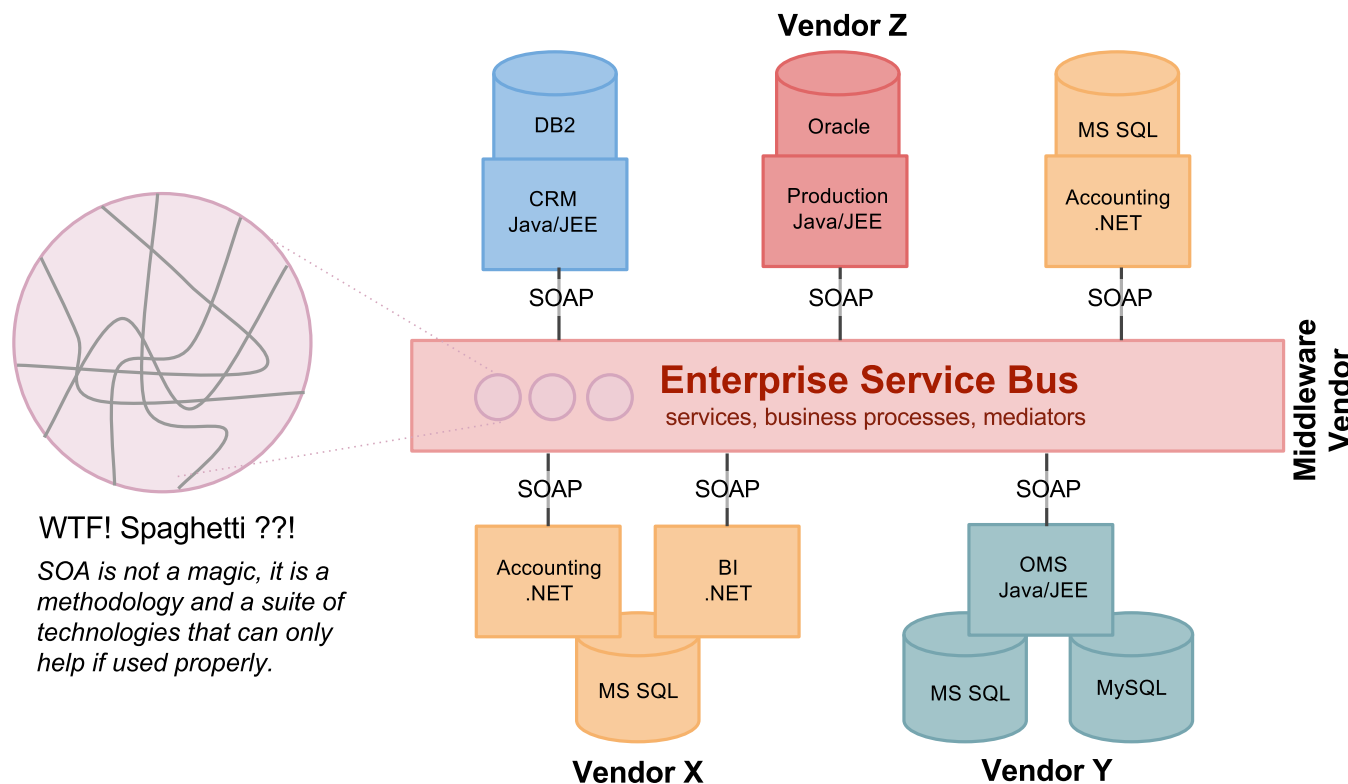 Vendor Z
DB2
Oracle
MS SQL
CRM
Java/JEE
Production
Java/JEE
Accounting
.NET
SOAP
SOAP
SOAP
Enterprise Service Bus
services, business processes, mediators
Middleware
Vendor
SOAP
SOAP
SOAP
WTF! Spaghetti ??!
SOA is not a magic, it is a
methodology and a suite of
technologies that can only
help if used properly.
Accounting
.NET
BI
.NET
OMS
Java/JEE
MS SQL
MS SQL
MySQL
Vendor X
Vendor Y